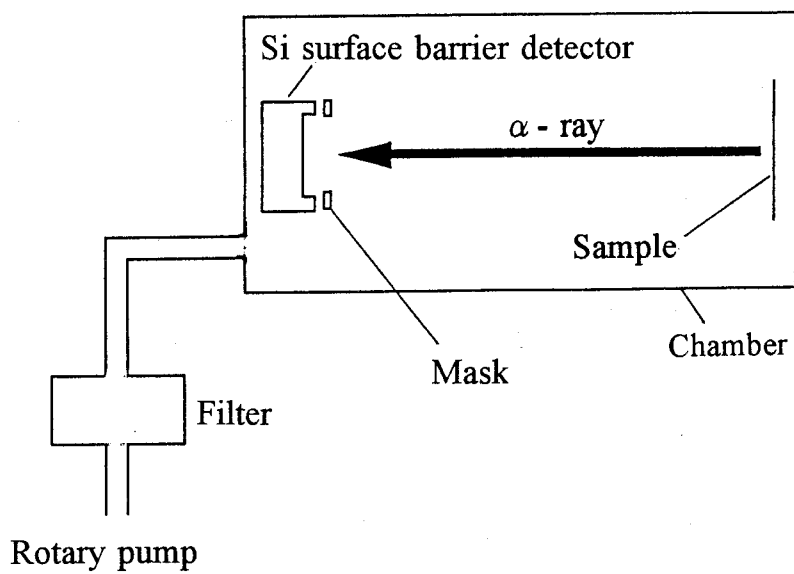 Si surface barrier detector
α - ray
Sample
Chamber
Mask
Filter
Rotary pump